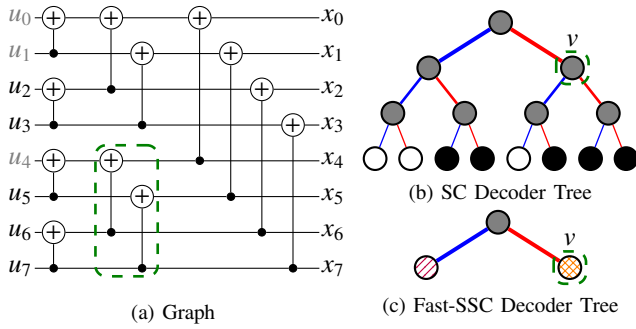 u0 x0
u1 x1
u2 x2
u3 x3
u4 x4
u5 x5
u6 x6
u7 x7
(a) Graph
v
(b) SC Decoder Tree
v
(c) Fast-SSC Decoder Tree